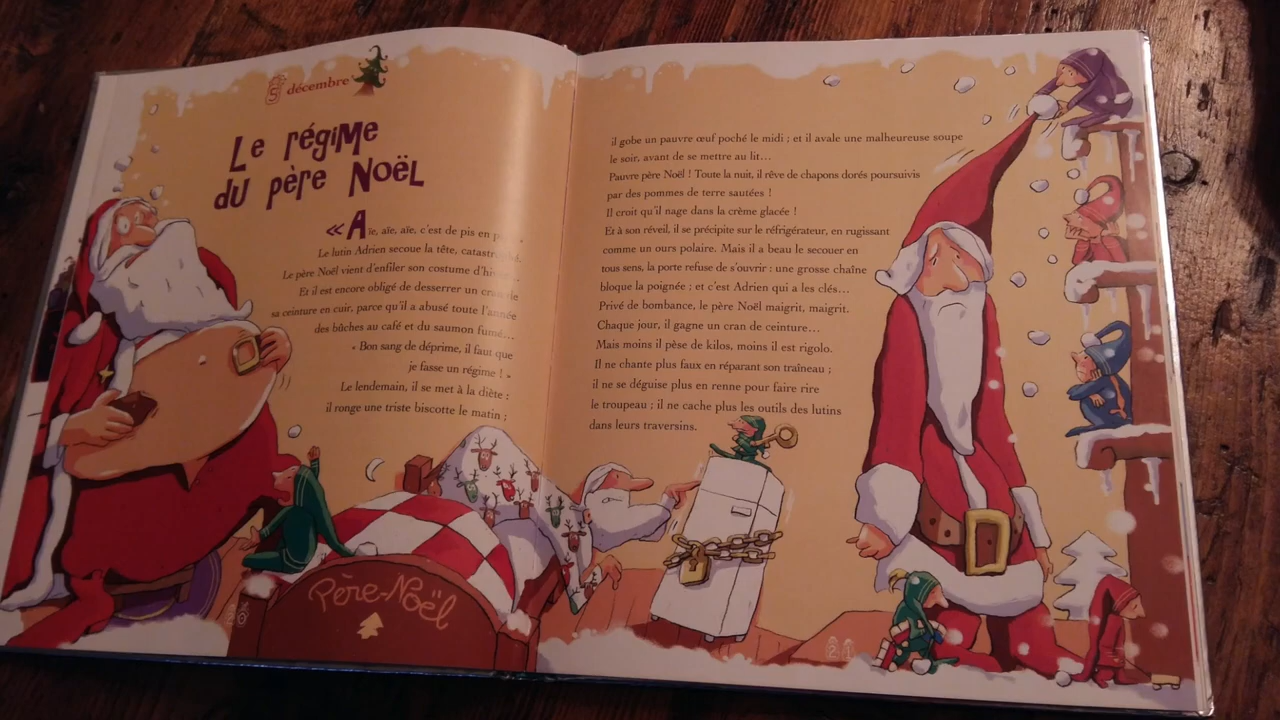 5 décembre
Le régime
du père Noël
« Aïe, aïe, aïe, c'est de pis en
Le lutin Adrien secoue la tête,
Le père Noël vient d'enfiler son costume
Et il est encore obligé de desserrer un cran de
sa ceinture en cuir, parce qu'il a abusé toute l'année
des bûches au café et du saumon fumé...
« Bon sang de déprime, il faut que
je fasse un régime ! »
Le lendemain, il se met à la diète :
il ronge une triste biscotte le matin ;
il gobe un pauvre œuf poché le midi ; et il avale une malheureuse soupe
le soir, avant de se mettre au lit...
Pauvre père Noël ! Toute la nuit, il rêve de chapons dorés poursuivis
par des pommes de terre sautées !
Il croit qu'il nage dans la crème glacée !
Et à son réveil, il se précipite sur le réfrigérateur, en rugissant
comme un ours polaire. Mais il a beau le secouer en
tous sens, la porte refuse de s'ouvrir : une grosse chaîne
bloque la poignée ; et c'est Adrien qui a les clés...
Privé de bombance, le père Noël maigrit, maigrit.
Chaque jour, il gagne un cran de ceinture...
Mais moins il pèse de kilos, moins il est rigolo.
Il ne chante plus faux en réparant son traîneau ;
il ne se déguise plus en renne pour faire rire
le troupeau ; il ne cache plus les outils des lutins
dans leurs traversins.
Père-Noël
20
21